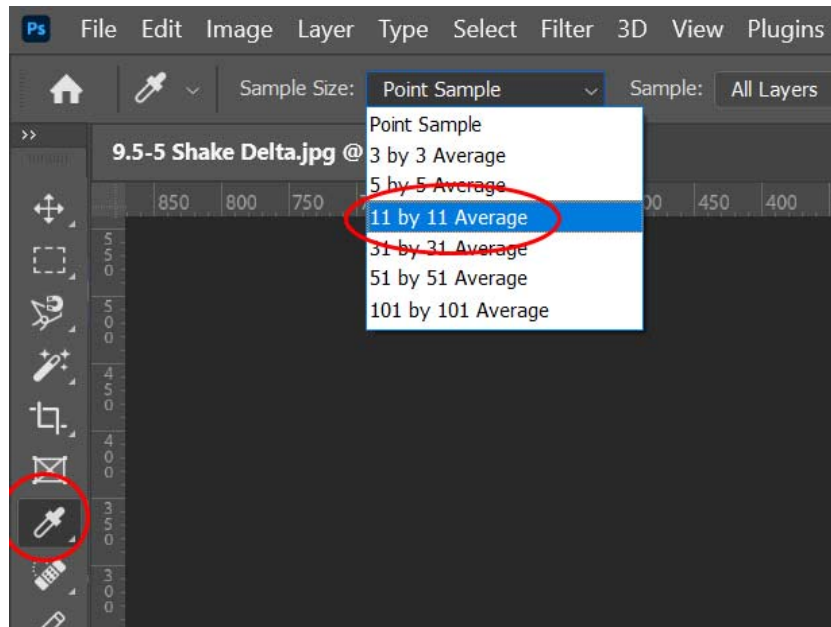 Ps File Edit Image Layer Type Select Filter 3D View Plugins
Sample Size: Point Sample Sample: All Layers
Point Sample
3 by 3 Average
5 by 5 Average
11 by 11 Average
31 by 31 Average
51 by 51 Average
101 by 101 Average
9.5-5 Shake Delta.jpg @
850 800 750 450 400
550
500
450
400
350
300